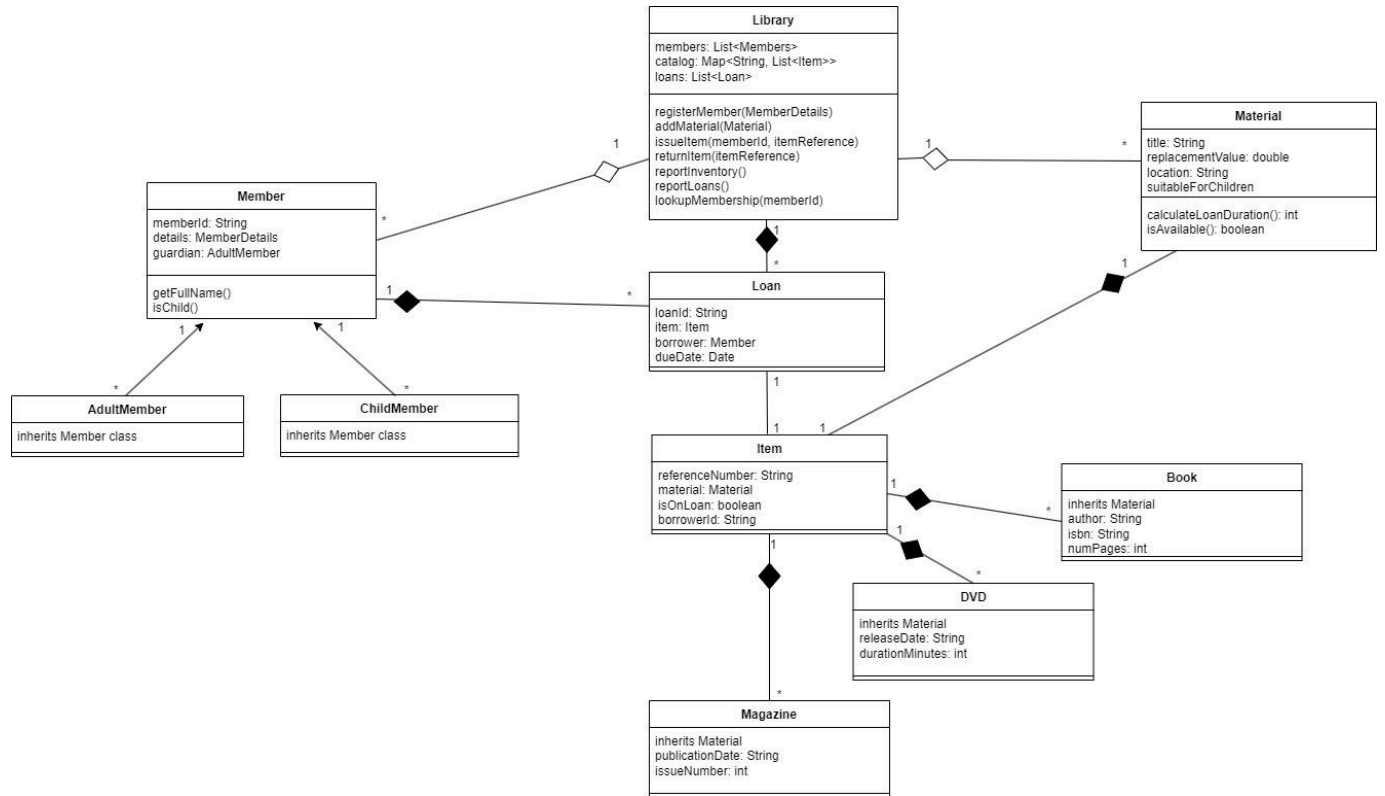 Library
members: List<Members>
catalog: Map<String, List<Item>>
loans: List<Loan>
registerMember(MemberDetails)
addMaterial(Material)
issueItem(memberId, itemReference)
returnItem(itemReference)
reportInventory()
reportLoans()
lookupMembership(memberId)
1
*
1
*
Material
title: String
replacementValue: double
location: String
suitableForChildren
calculateLoanDuration(): int
isAvailable(): boolean
Member
memberId: String
details: MemberDetails
guardian: AdultMember
getFullName()
isChild()
1
*
1
*
Loan
loanId: String
item: Item
borrower: Member
dueDate: Date
1
1
1
*
1
*
AdultMember
inherits Member class
ChildMember
inherits Member class
1
1
Item
referenceNumber: String
material: Material
isOnLoan: boolean
borrowerId: String
1
*
Book
inherits Material
author: String
isbn: String
numPages: int
1
*
DVD
inherits Material
releaseDate: String
durationMinutes: int
1
*
Magazine
inherits Material
publicationDate: String
issueNumber: int